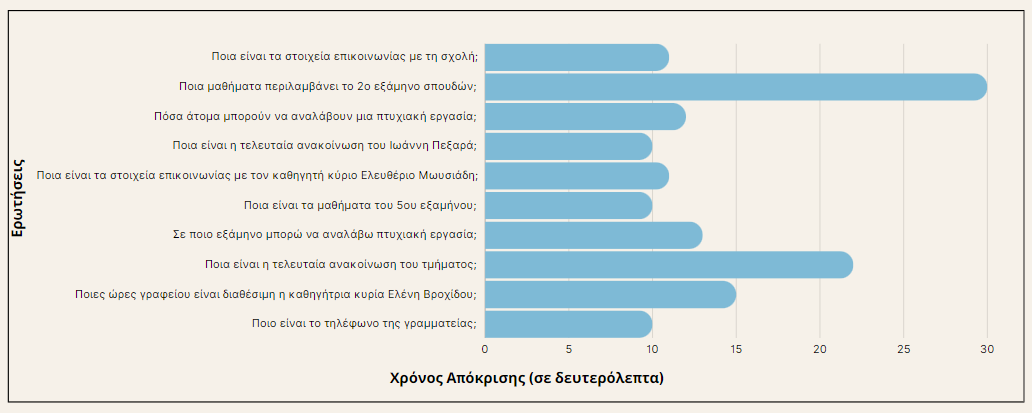 Ποια είναι τα στοιχεία επικοινωνίας με τη σχολή;
Ποια μαθήματα περιλαμβάνει το 2ο εξάμηνο σπουδών;
Πόσα άτομα μπορούν να αναλάβουν μια πτυχιακή εργασία;
Ποια είναι η τελευταία ανακοίνωση του Ιωάννη Πεξαρά;
Ποια είναι τα στοιχεία επικοινωνίας με τον καθηγητή κύριο Ελευθέριο Μωυσιάδη;
Ποια είναι τα μαθήματα του 5ου εξαμήνου;
Σε ποιο εξάμηνο μπορώ να αναλάβω πτυχιακή εργασία;
Ποια είναι η τελευταία ανακοίνωση του τμήματος;
Ποιες ώρες γραφείου είναι διαθέσιμη η καθηγήτρια κυρία Ελένη Βροχίδου;
Ποιο είναι το τηλέφωνο της γραμματείας;
Ερωτήσεις
0 5 10 15 20 25 30
Χρόνος Απόκρισης (σε δευτερόλεπτα)